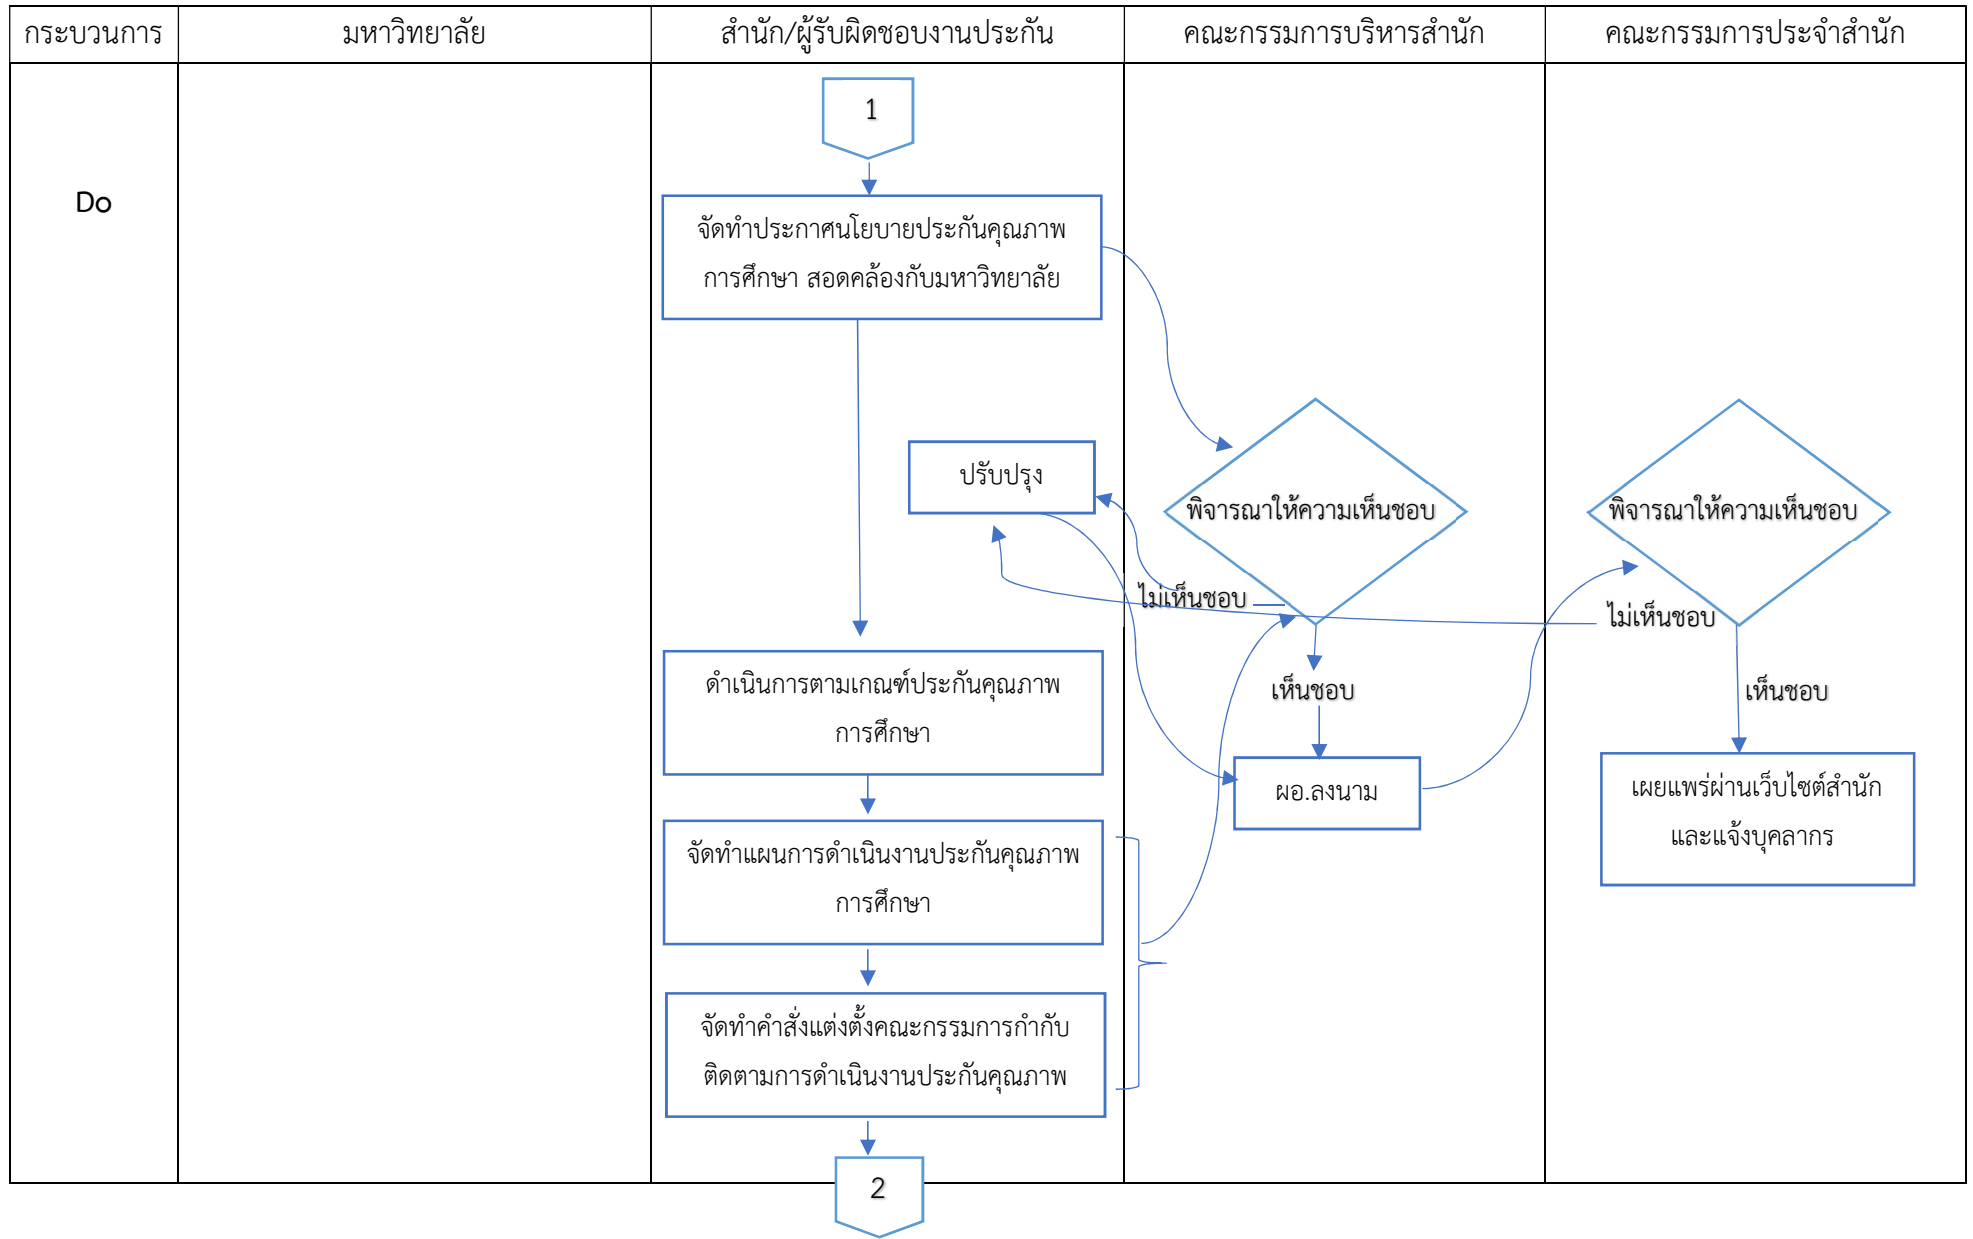 กระบวนการ
มหาวิทยาลัย
สำนัก/ผู้รับผิดชอบงานประกัน
คณะกรรมการบริหารสำนัก
คณะกรรมการประจำสำนัก
1
Do
จัดทำประกาศนโยบายประกันคุณภาพ
การศึกษา สอดคล้องกับมหาวิทยาลัย
ปรับปรุง
พิจารณาให้ความเห็นชอบ
พิจารณาให้ความเห็นชอบ
ไม่เห็นชอบ
ไม่เห็นชอบ
เห็นชอบ
เห็นชอบ
ดำเนินการตามเกณฑ์ประกันคุณภาพ
การศึกษา
ผอ.ลงนาม
เผยแพร่ผ่านเว็บไซต์สำนัก
และแจ้งบุคลากร
จัดทำแผนการดำเนินงานประกันคุณภาพ
การศึกษา
จัดทำคำสั่งแต่งตั้งคณะกรรมการกำกับ
ติดตามการดำเนินงานประกันคุณภาพ
2